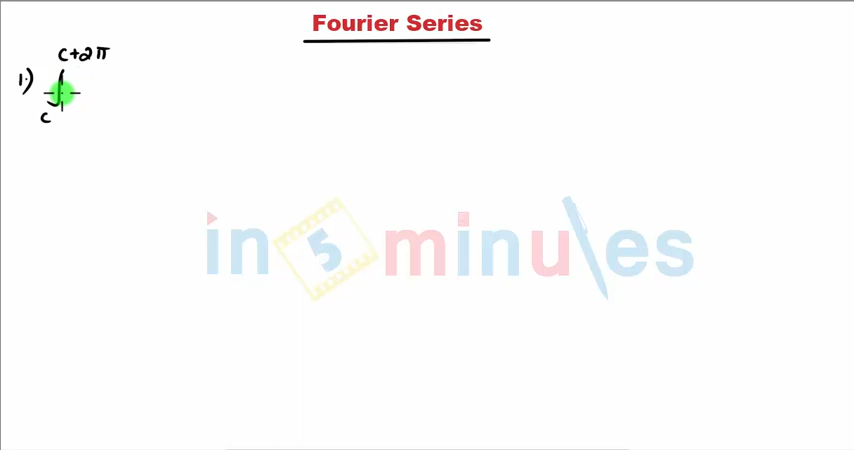 Fourier Series
c+2π
1.) ∫
c
in 5 minutes